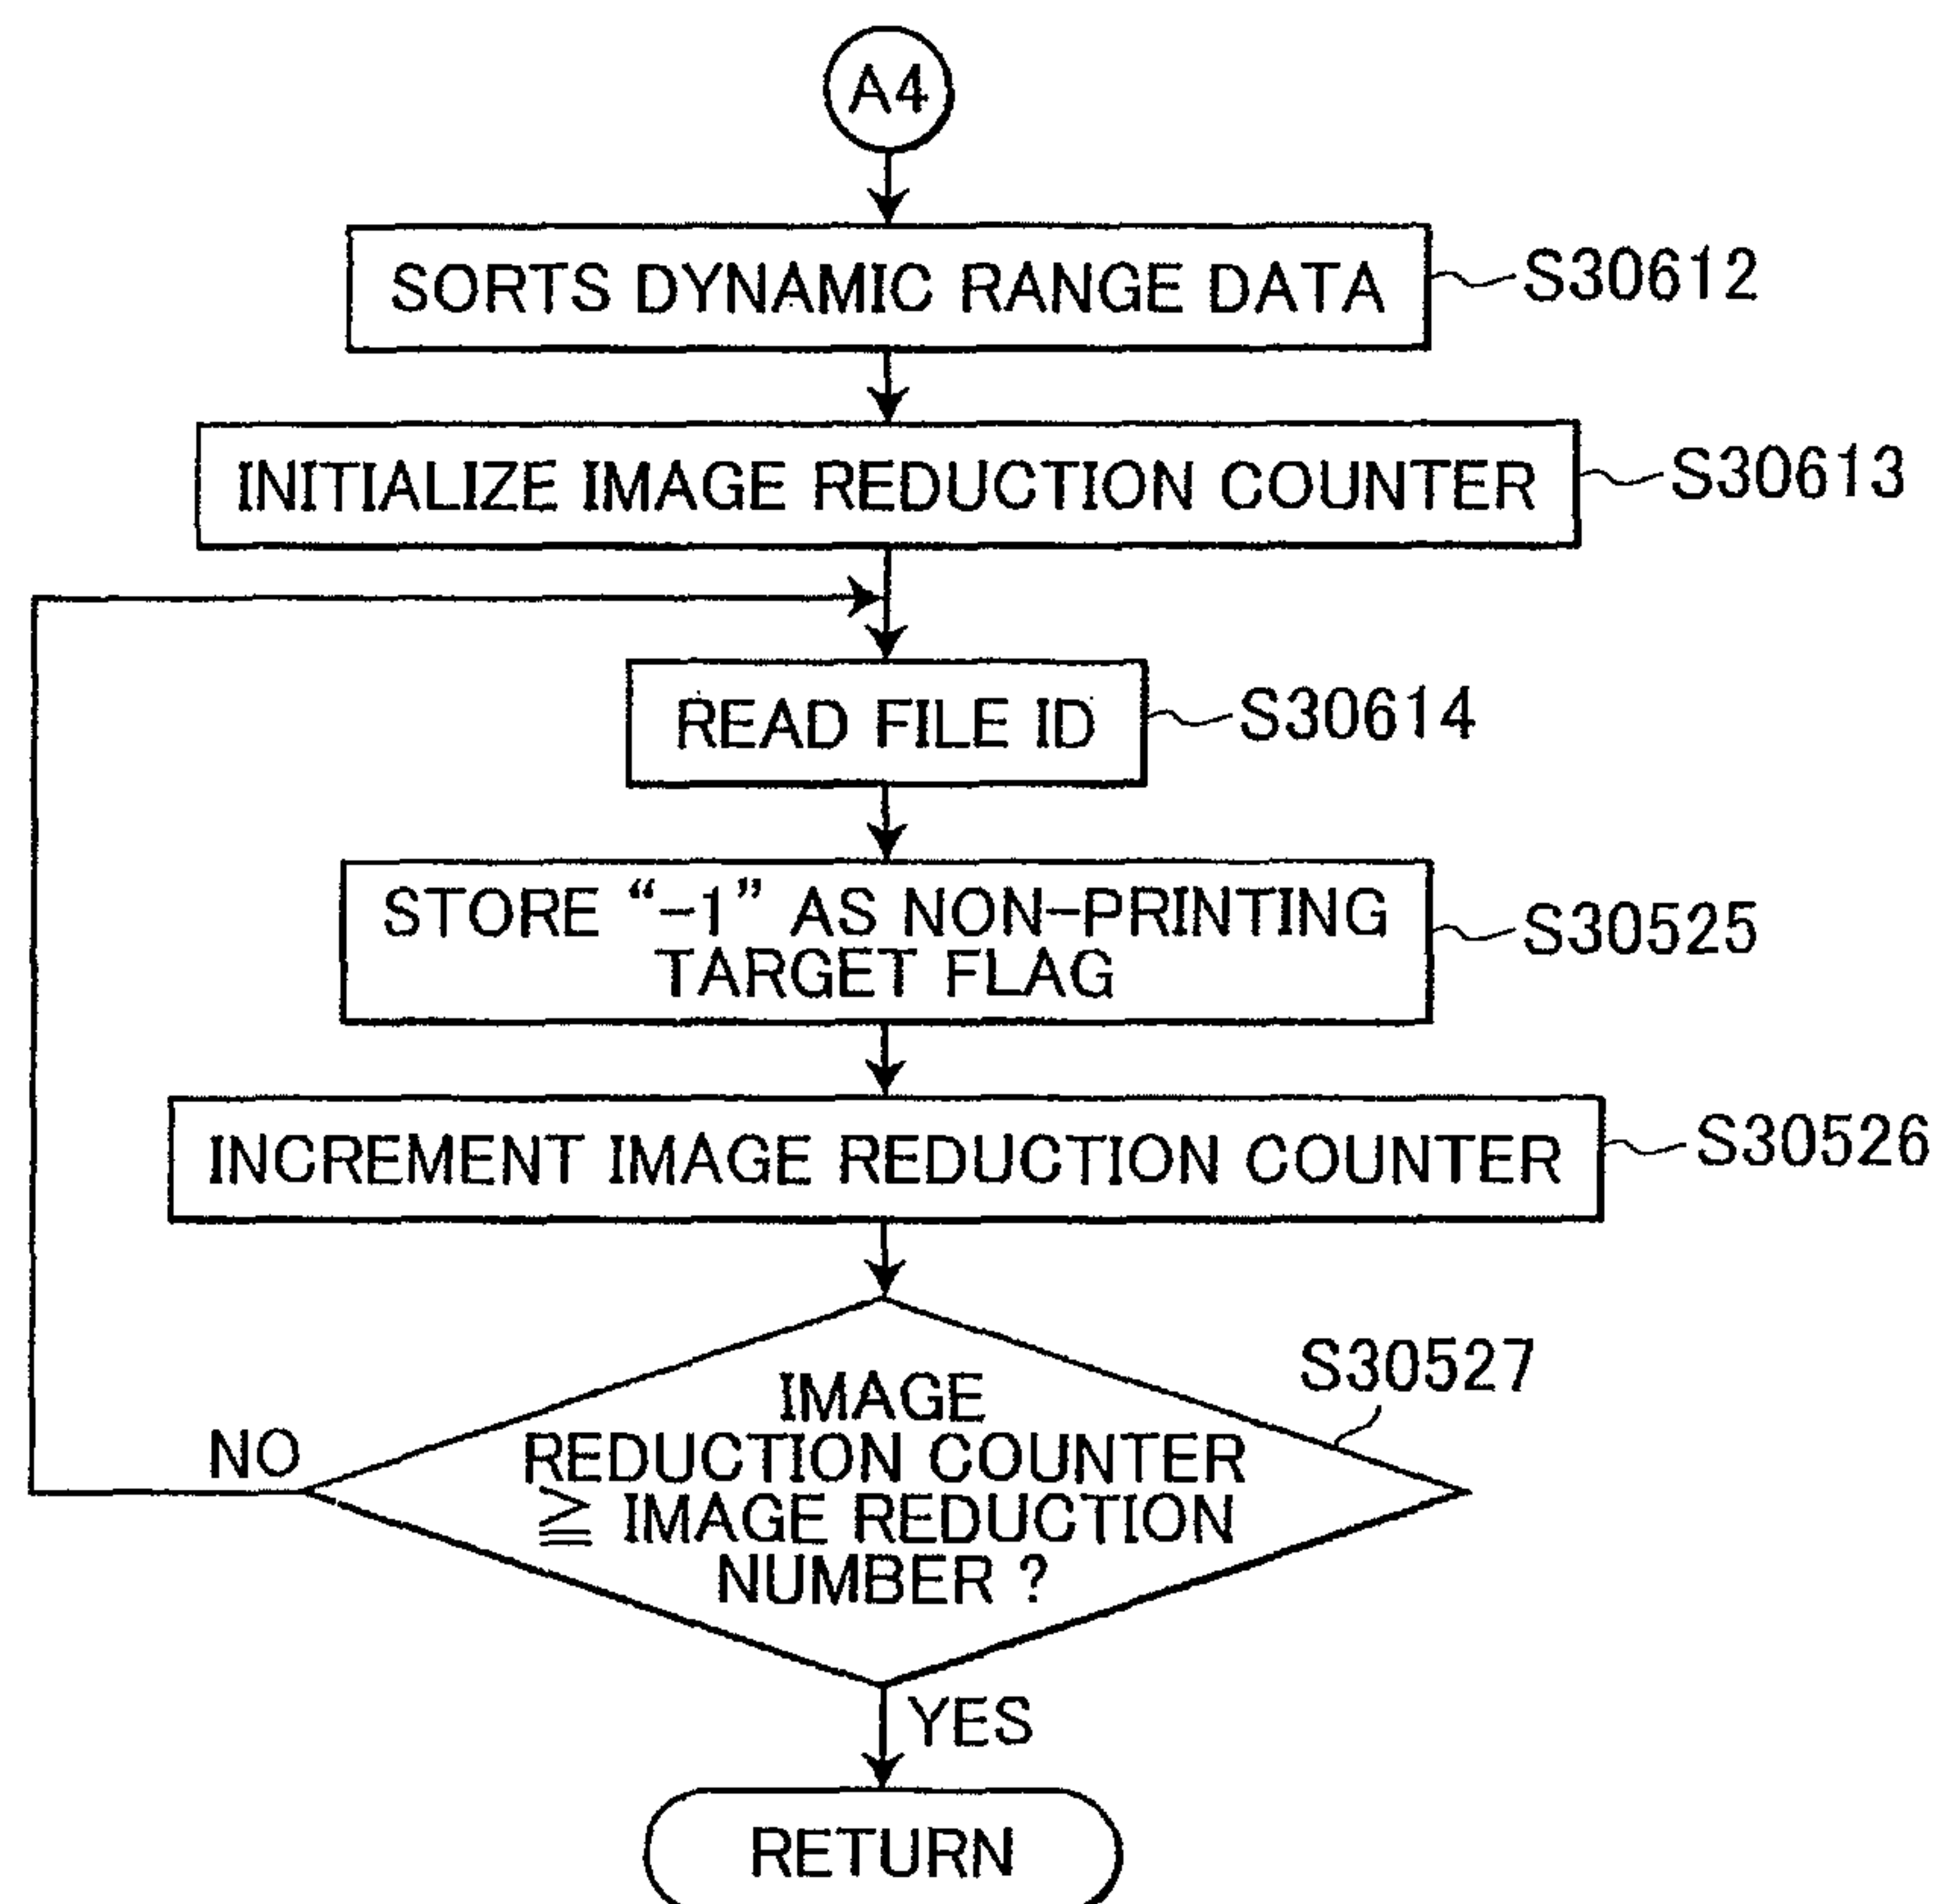 A4
SORTS DYNAMIC RANGE DATA
S30612
INITIALIZE IMAGE REDUCTION COUNTER
S30613
READ FILE ID
S30614
STORE “-1” AS NON-PRINTING
TARGET FLAG
S30525
INCREMENT IMAGE REDUCTION COUNTER
S30526
S30527
IMAGE
REDUCTION COUNTER
≧ IMAGE REDUCTION
NUMBER ?
NO
YES
RETURN